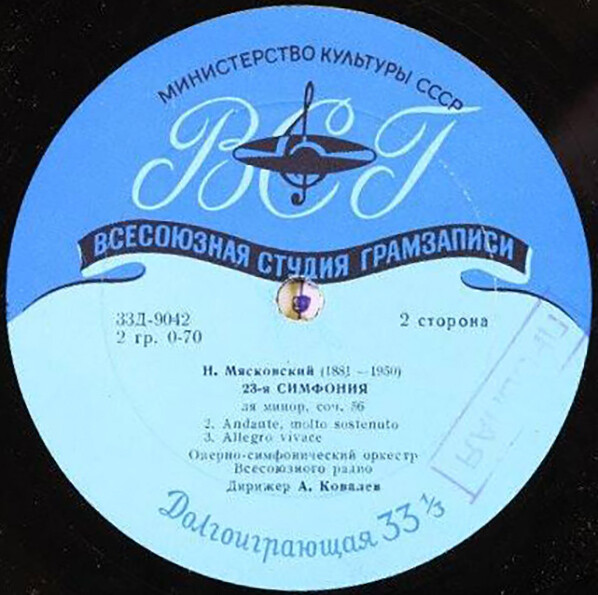 МИНИСТЕРСТВО КУЛЬТУРЫ СССР
ВСГ
ВСЕСОЮЗНАЯ СТУДИЯ ГРАМЗАПИСИ
33Д-9042
2 гр. 0-70
2 сторона
Н. Мясковский (1881 —1950)
23-я СИМФОНИЯ
ля минор, соч. 56
2. Andante, molto sostenuto
3. Allegro vivace
Оперно-симфонический оркестр
Всесоюзного радио
Дирижер А. Ковалев
Долгоиграющая 33 1/3